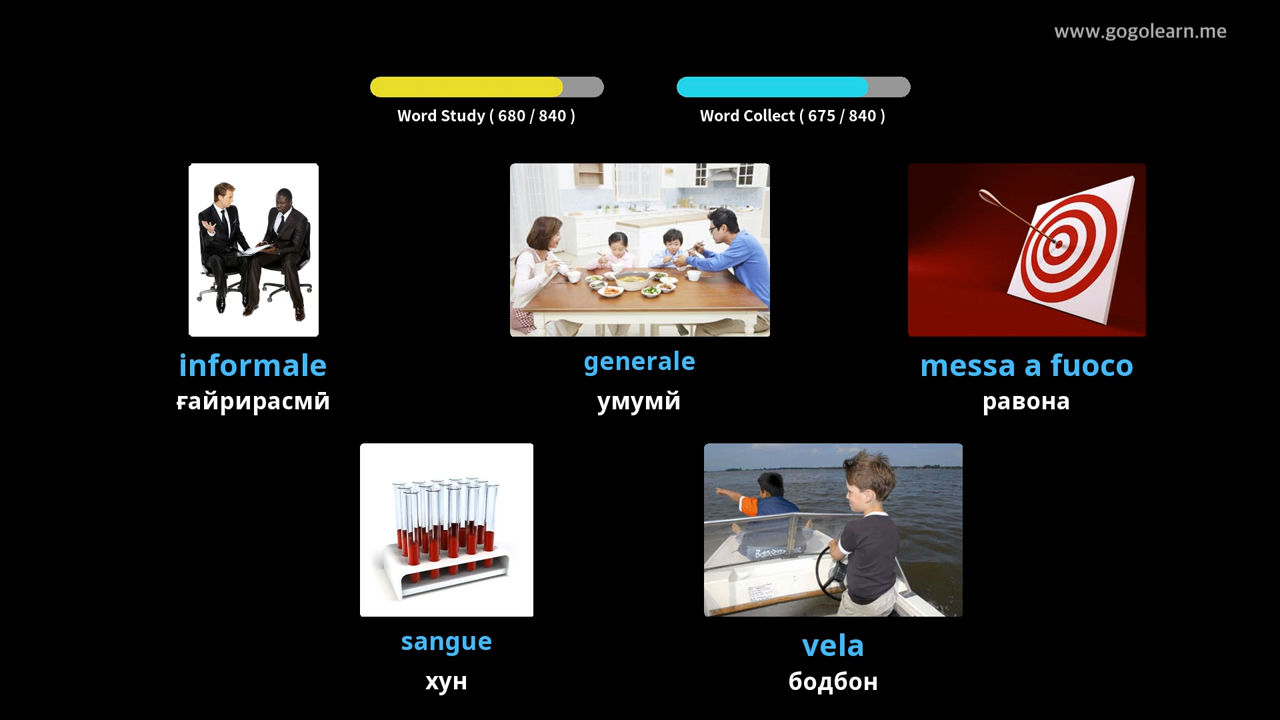 www.gogolearn.me
Word Study ( 680 / 840 )
Word Collect ( 675 / 840 )
informale
ғайрирасмӣ
generale
умумӣ
messa a fuoco
равона
sangue
хун
vela
бодбон